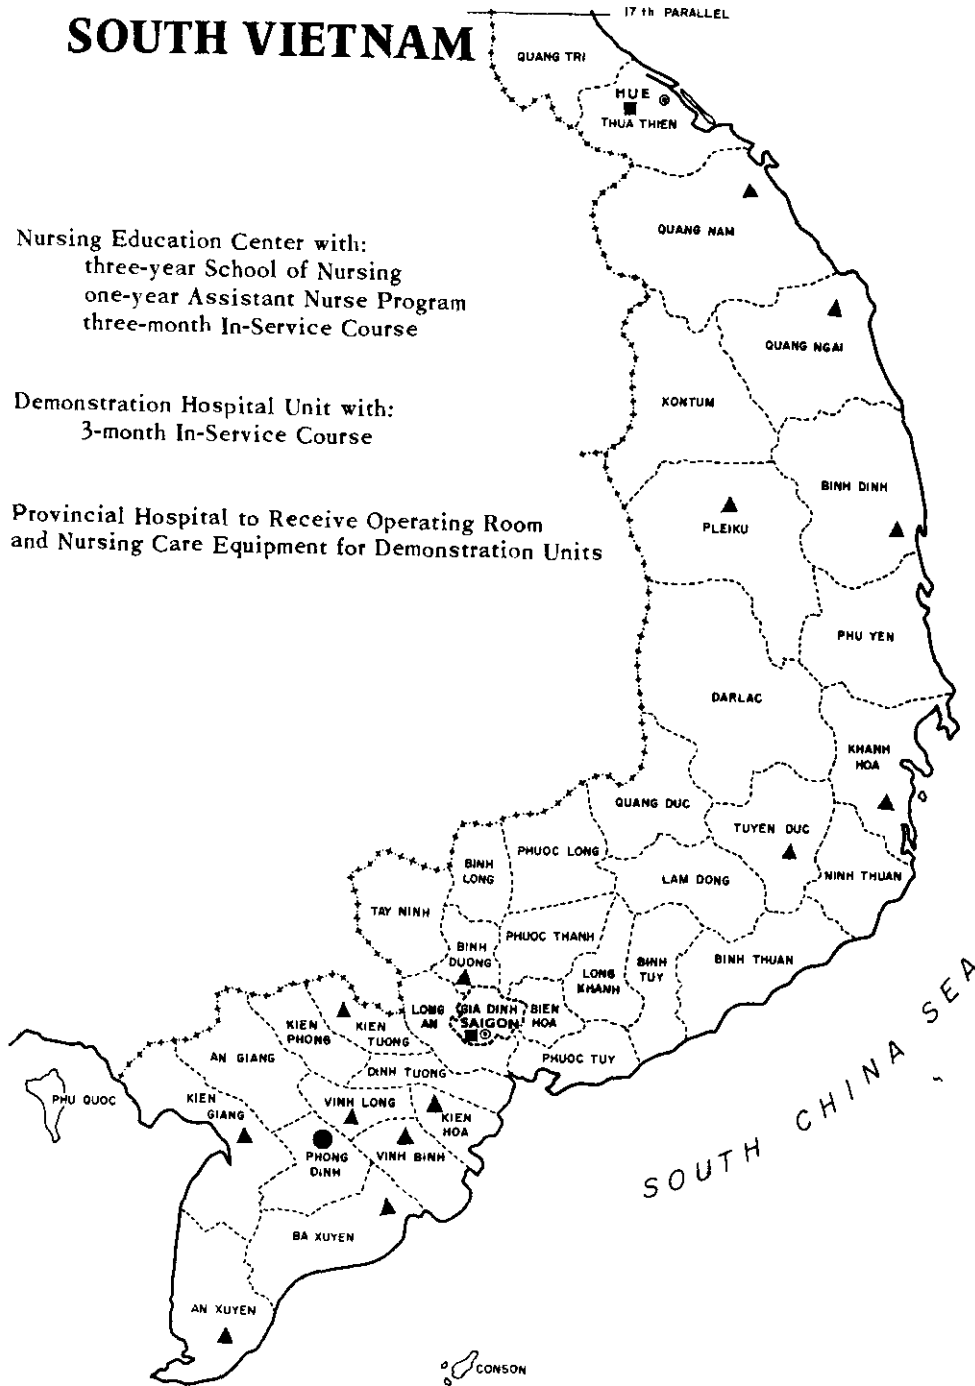 SOUTH VIETNAM
17 th PARALLEL
QUANG TRI
HUE
THUA THIEN
QUANG NAM
Nursing Education Center with:
three-year School of Nursing
one-year Assistant Nurse Program
three-month In-Service Course
QUANG NGAI
KONTUM
Demonstration Hospital Unit with:
3-month In-Service Course
BINH DINH
PLEIKU
Provincial Hospital to Receive Operating Room
and Nursing Care Equipment for Demonstration Units
PHU YEN
DARLAC
KHANH
HOA
QUANG DUC
TUYEN DUC
PHUOC LONG
BINH
LONG
LAM DONG
NINH THUAN
TAY NINH
PHUOC THANH
BINH
DUONG
BINH
TUY
BINH THUAN
LONG
KHANH
LONG
AN
GIA DINH
SAIGON
BIEN
HOA
KIEN
PHONG
KIEN
TUONG
AN GIANG
PHUOC TUY
DINH TUONG
PHU QUOC
KIEN
GIANG
VINH LONG
KIEN
HOA
PHONG
DINH
VINH BINH
SOUTH CHINA SEA
BA XUYEN
AN XUYEN
CONSON